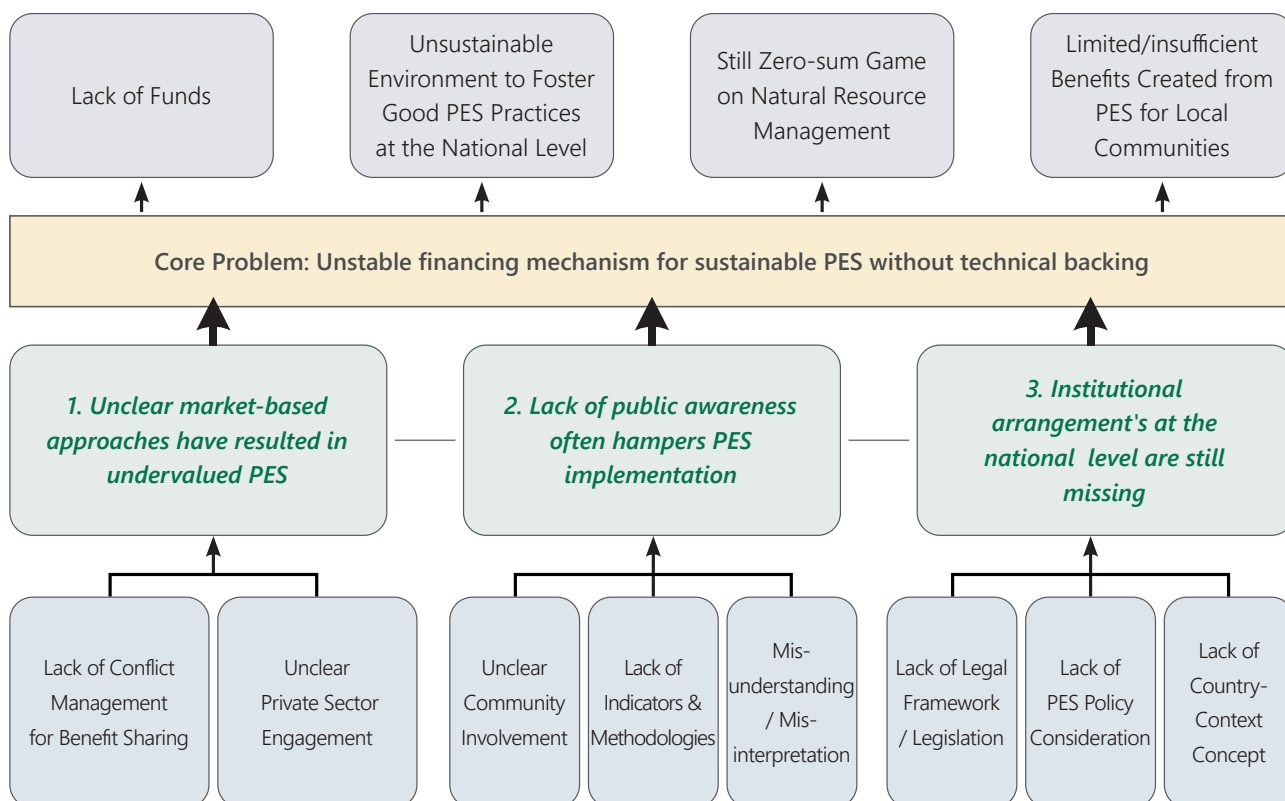 Lack of Funds
Unsustainable
Environment to Foster
Good PES Practices
at the National Level
Still Zero-sum Game
on Natural Resource
Management
Limited/insufficient
Benefits Created from
PES for Local
Communities
Core Problem: Unstable financing mechanism for sustainable PES without technical backing
1. Unclear market-based
approaches have resulted in
undervalued PES
2. Lack of public awareness
often hampers PES
implementation
3. Institutional
arrangement's at the
national level are still
missing
Lack of Conflict
Management
for Benefit Sharing
Unclear
Private Sector
Engagement
Unclear
Community
Involvement
Lack of
Indicators &
Methodologies
Mis-
understanding
/ Mis-
interpretation
Lack of Legal
Framework
/ Legislation
Lack of
PES Policy
Consideration
Lack of
Country-
Context
Concept